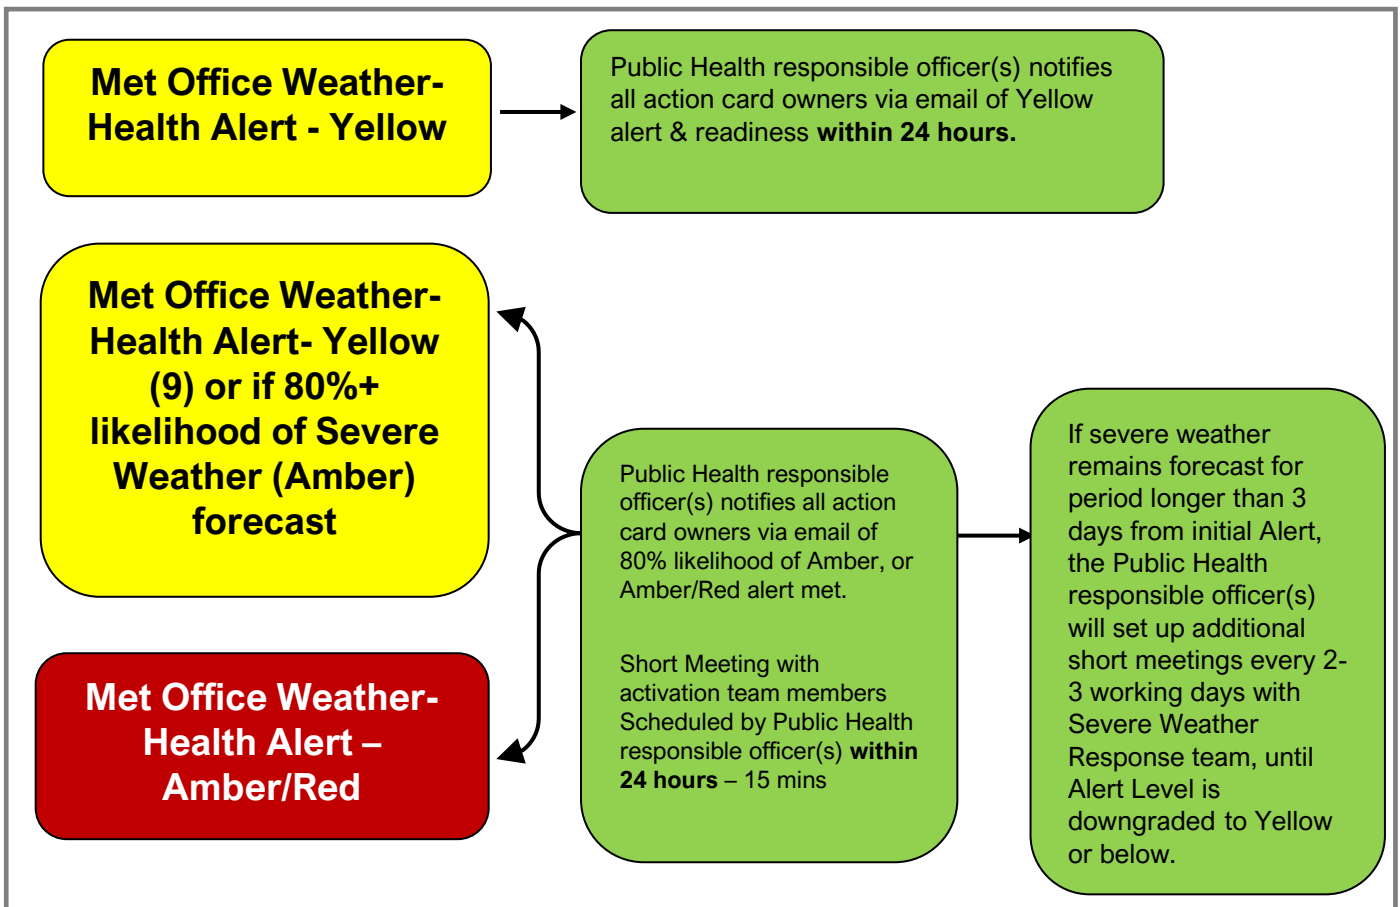 Met Office Weather-
Health Alert - Yellow
Public Health responsible officer(s) notifies
all action card owners via email of Yellow
alert & readiness within 24 hours.
Met Office Weather-
Health Alert- Yellow
(9) or if 80%+
likelihood of Severe
Weather (Amber)
forecast
Met Office Weather-
Health Alert –
Amber/Red
Public Health responsible
officer(s) notifies all action
card owners via email of
80% likelihood of Amber, or
Amber/Red alert met.
Short Meeting with
activation team members
Scheduled by Public Health
responsible officer(s) within
24 hours – 15 mins
If severe weather
remains forecast for
period longer than 3
days from initial Alert,
the Public Health
responsible officer(s)
will set up additional
short meetings every 2-
3 working days with
Severe Weather
Response team, until
Alert Level is
downgraded to Yellow
or below.